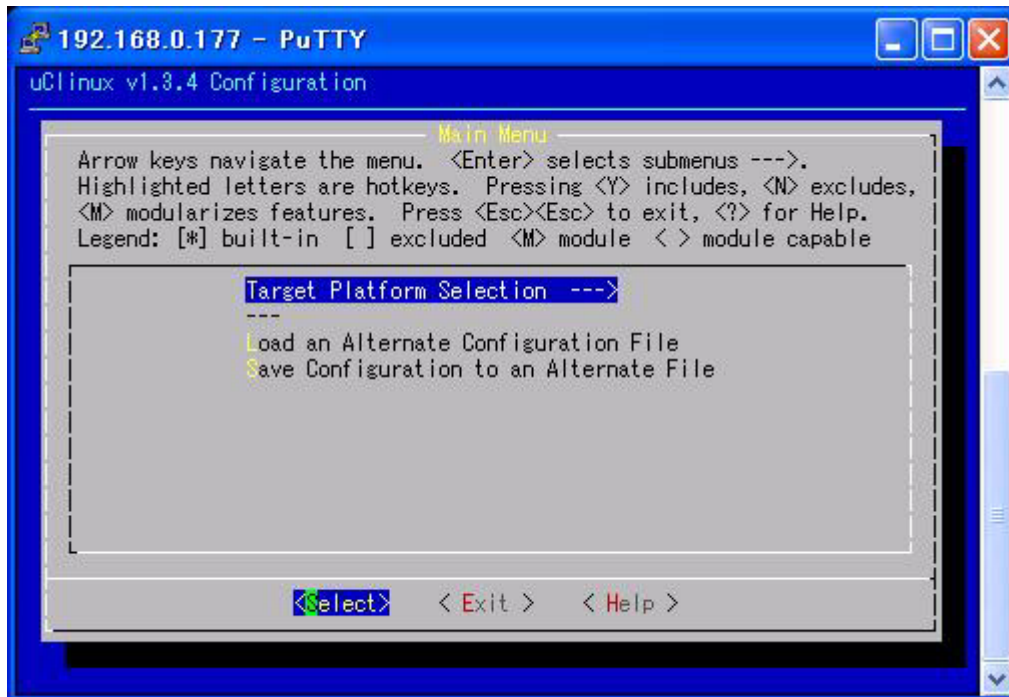 192.168.0.177 - PuTTY
uClinux v1.3.4 Configuration
Main Menu
Arrow keys navigate the menu.  <Enter> selects submenus --->.
Highlighted letters are hotkeys.  Pressing <Y> includes, <N> excludes,
<M> modularizes features.  Press <Esc><Esc> to exit, <?> for Help.
Legend: [*] built-in  [ ] excluded  <M> module  < > module capable
Target Platform Selection  --->
---
Load an Alternate Configuration File
Save Configuration to an Alternate File
<Select>    < Exit >    < Help >